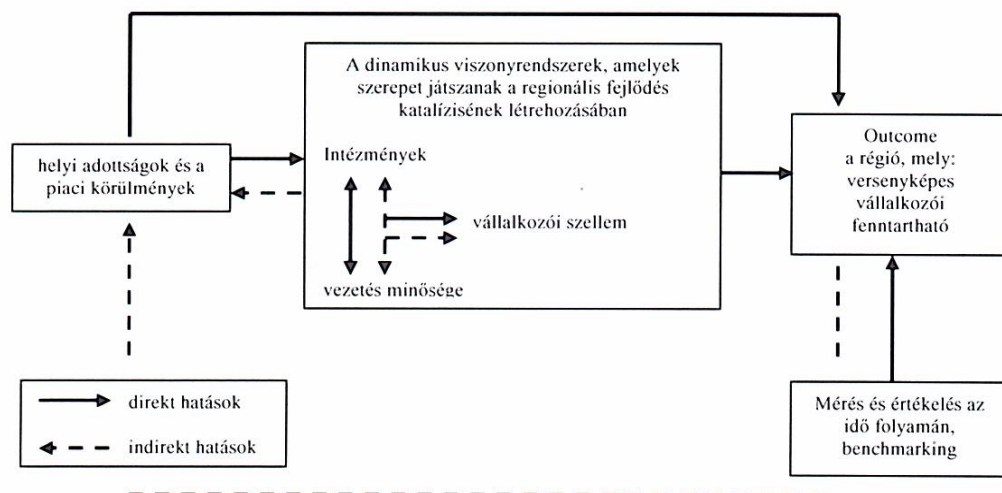 A dinamikus viszonyrendszerek, amelyek
szerepet játszanak a regionális fejlődés
katalízisének létrehozásában
helyi adottságok és a
piaci körülmények
Intézmények
vállalkozói szellem
vezetés minősége
Outcome
a régió, mely:
versenyképes
vállalkozói
fenntartható
direkt hatások
indirekt hatások
Mérés és értékelés az
idő folyamán,
benchmarking